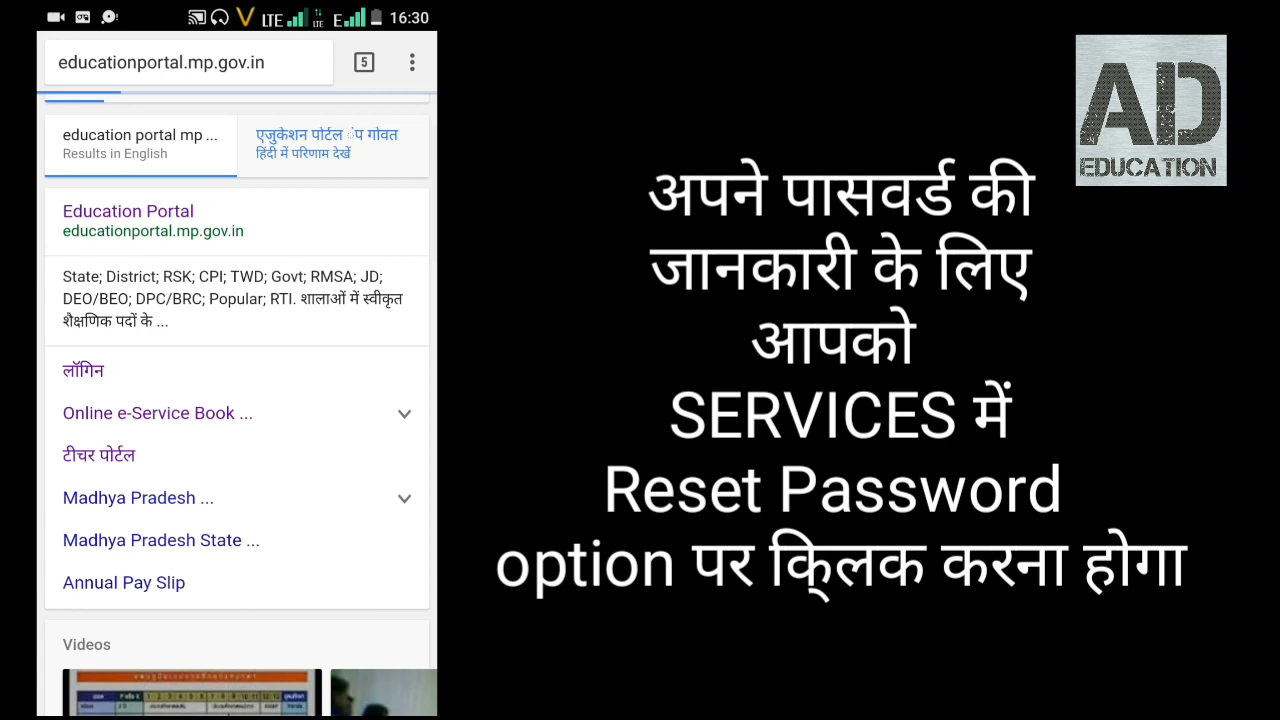 LTE LTE E 16:30
educationportal.mp.gov.in 5
education portal mp ...
Results in English
एजुकेशन पोर्टल ंप गोवत
हिंदी में परिणाम देखें
Education Portal
educationportal.mp.gov.in
State; District; RSK; CPI; TWD; Govt; RMSA; JD;
DEO/BEO; DPC/BRC; Popular; RTI. शालाओं में स्वीकृत
शैक्षणिक पदों के ...
लॉगिन
Online e-Service Book ...
टीचर पोर्टल
Madhya Pradesh ...
Madhya Pradesh State ...
Annual Pay Slip
Videos
AD
EDUCATION
अपने पासवर्ड की
जानकारी के लिए
आपको
SERVICES में
Reset Password
option पर क्लिक करना होगा